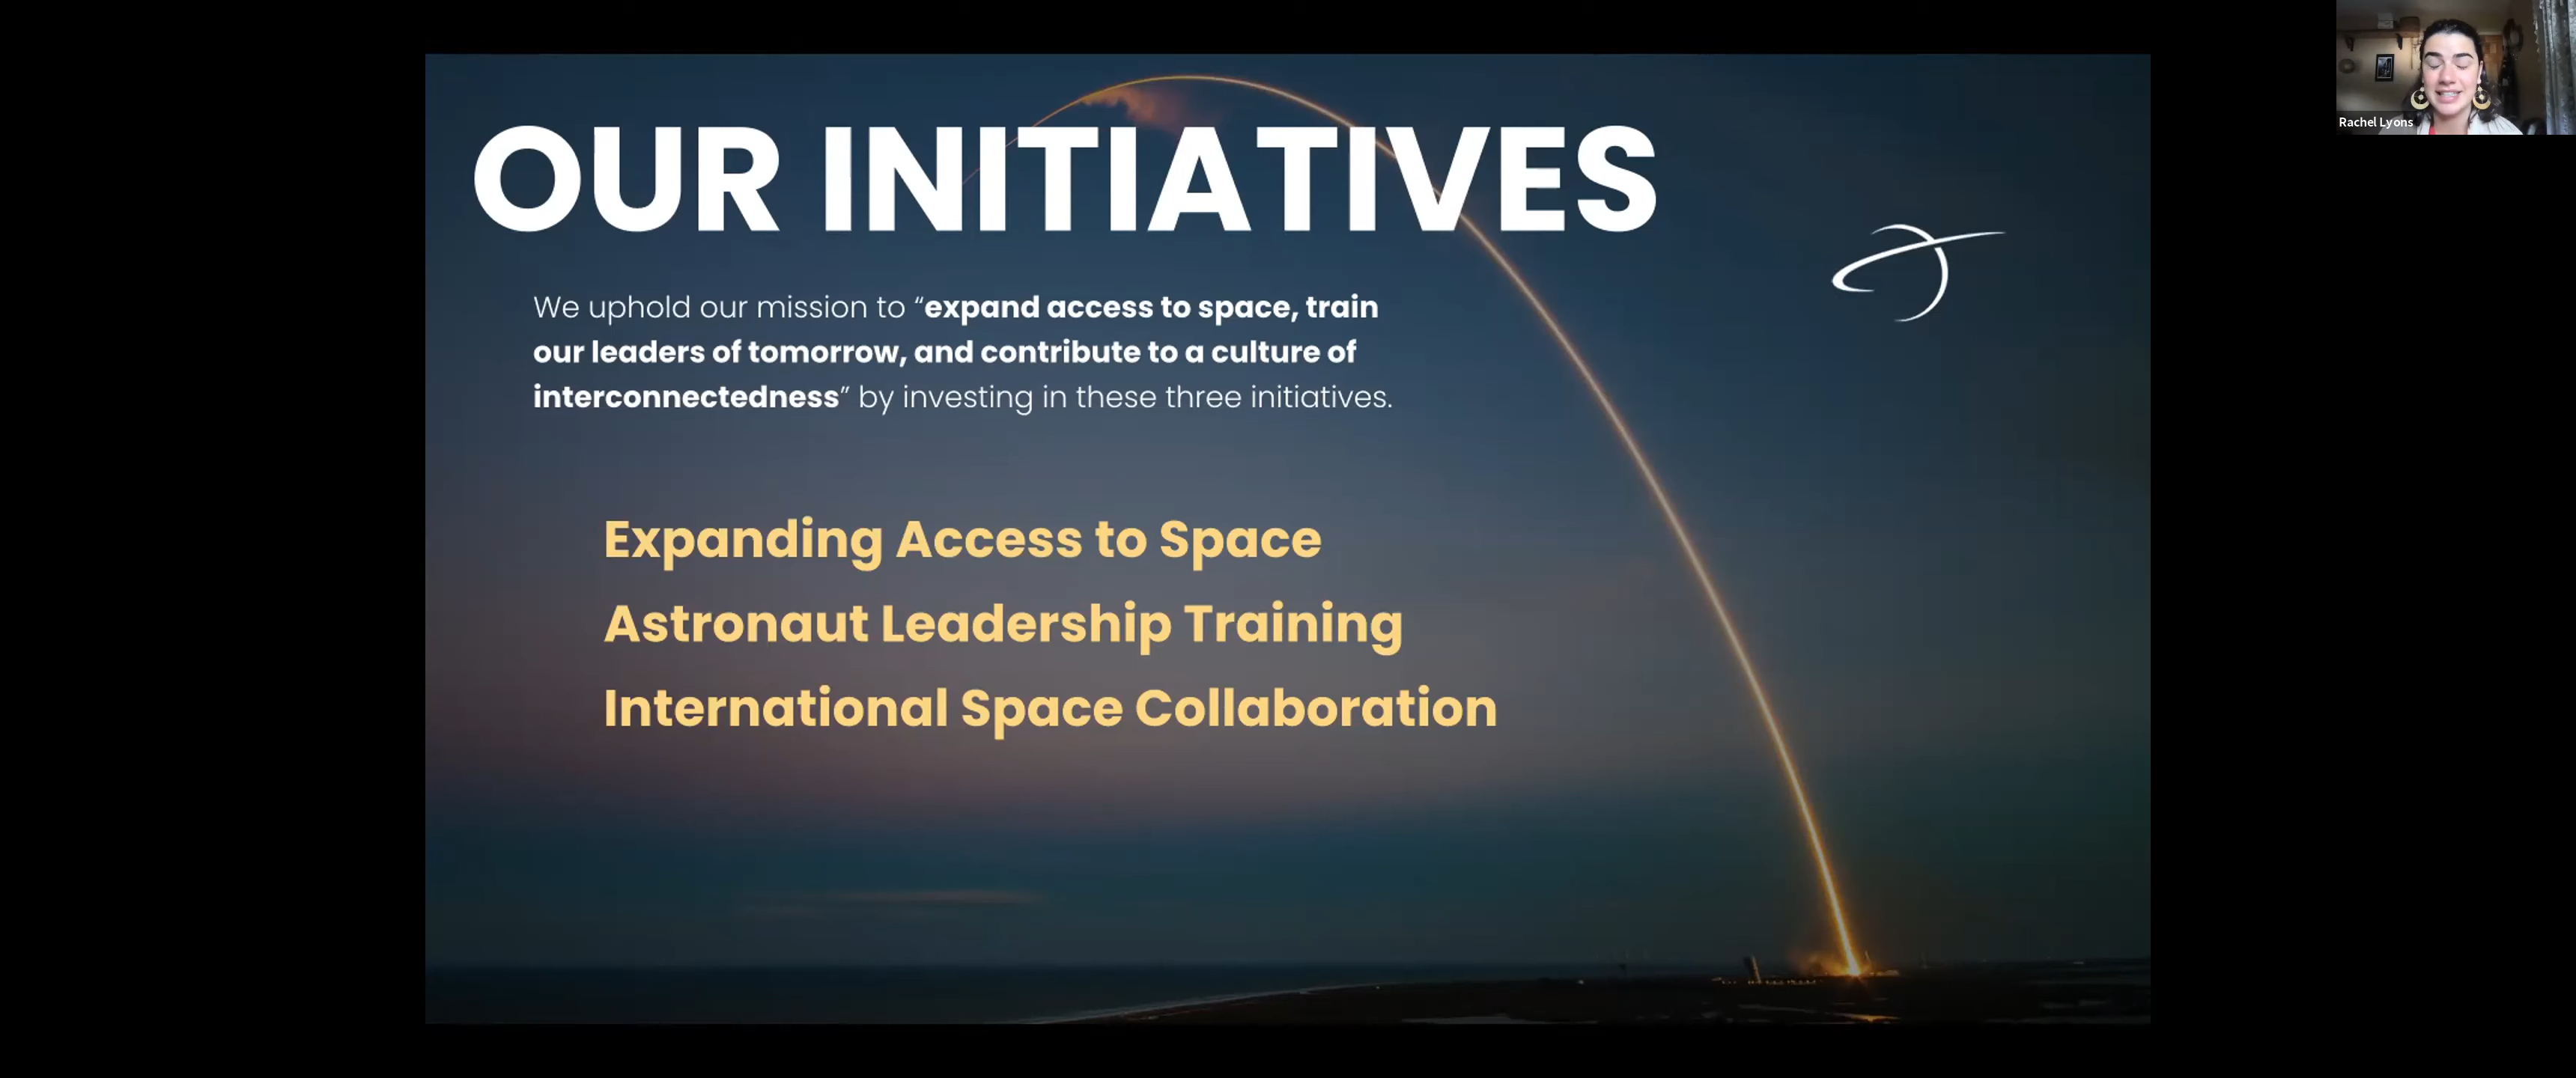 OUR INITIATIVES
We uphold our mission to “expand access to space, train
our leaders of tomorrow, and contribute to a culture of
interconnectedness” by investing in these three initiatives.
Expanding Access to Space
Astronaut Leadership Training
International Space Collaboration
Rachel Lyons